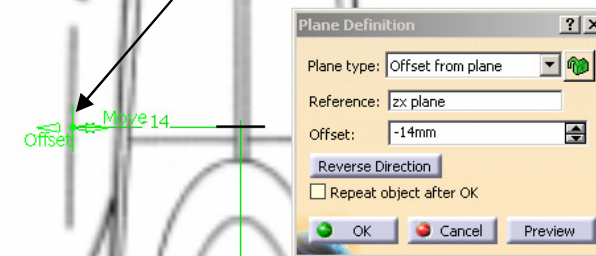 Plane Definition
Plane type: Offset from plane
Reference: zx plane
Offset: -14mm
Reverse Direction
Repeat object after OK
OK Cancel Preview
Move -14
Offset